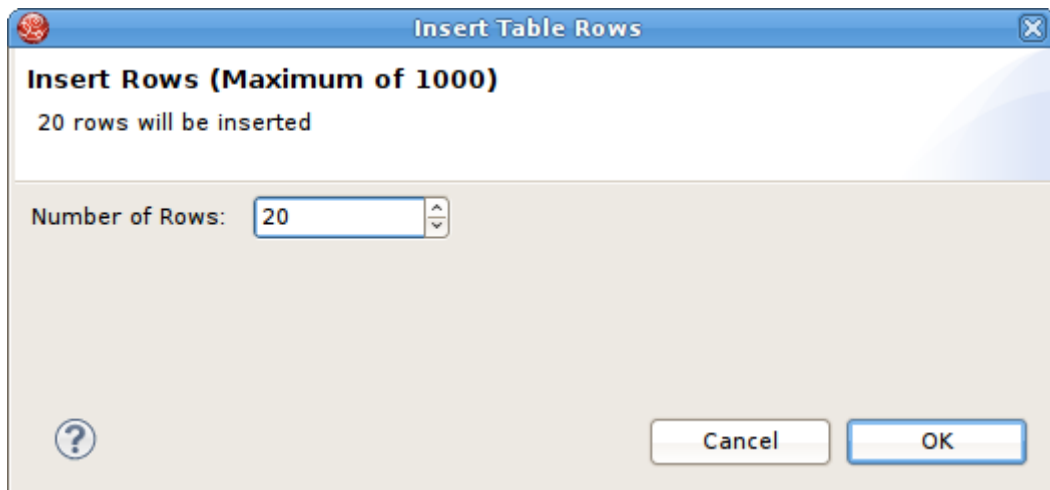 Insert Table Rows
Insert Rows (Maximum of 1000)
20 rows will be inserted
Number of Rows: 20
?
Cancel OK